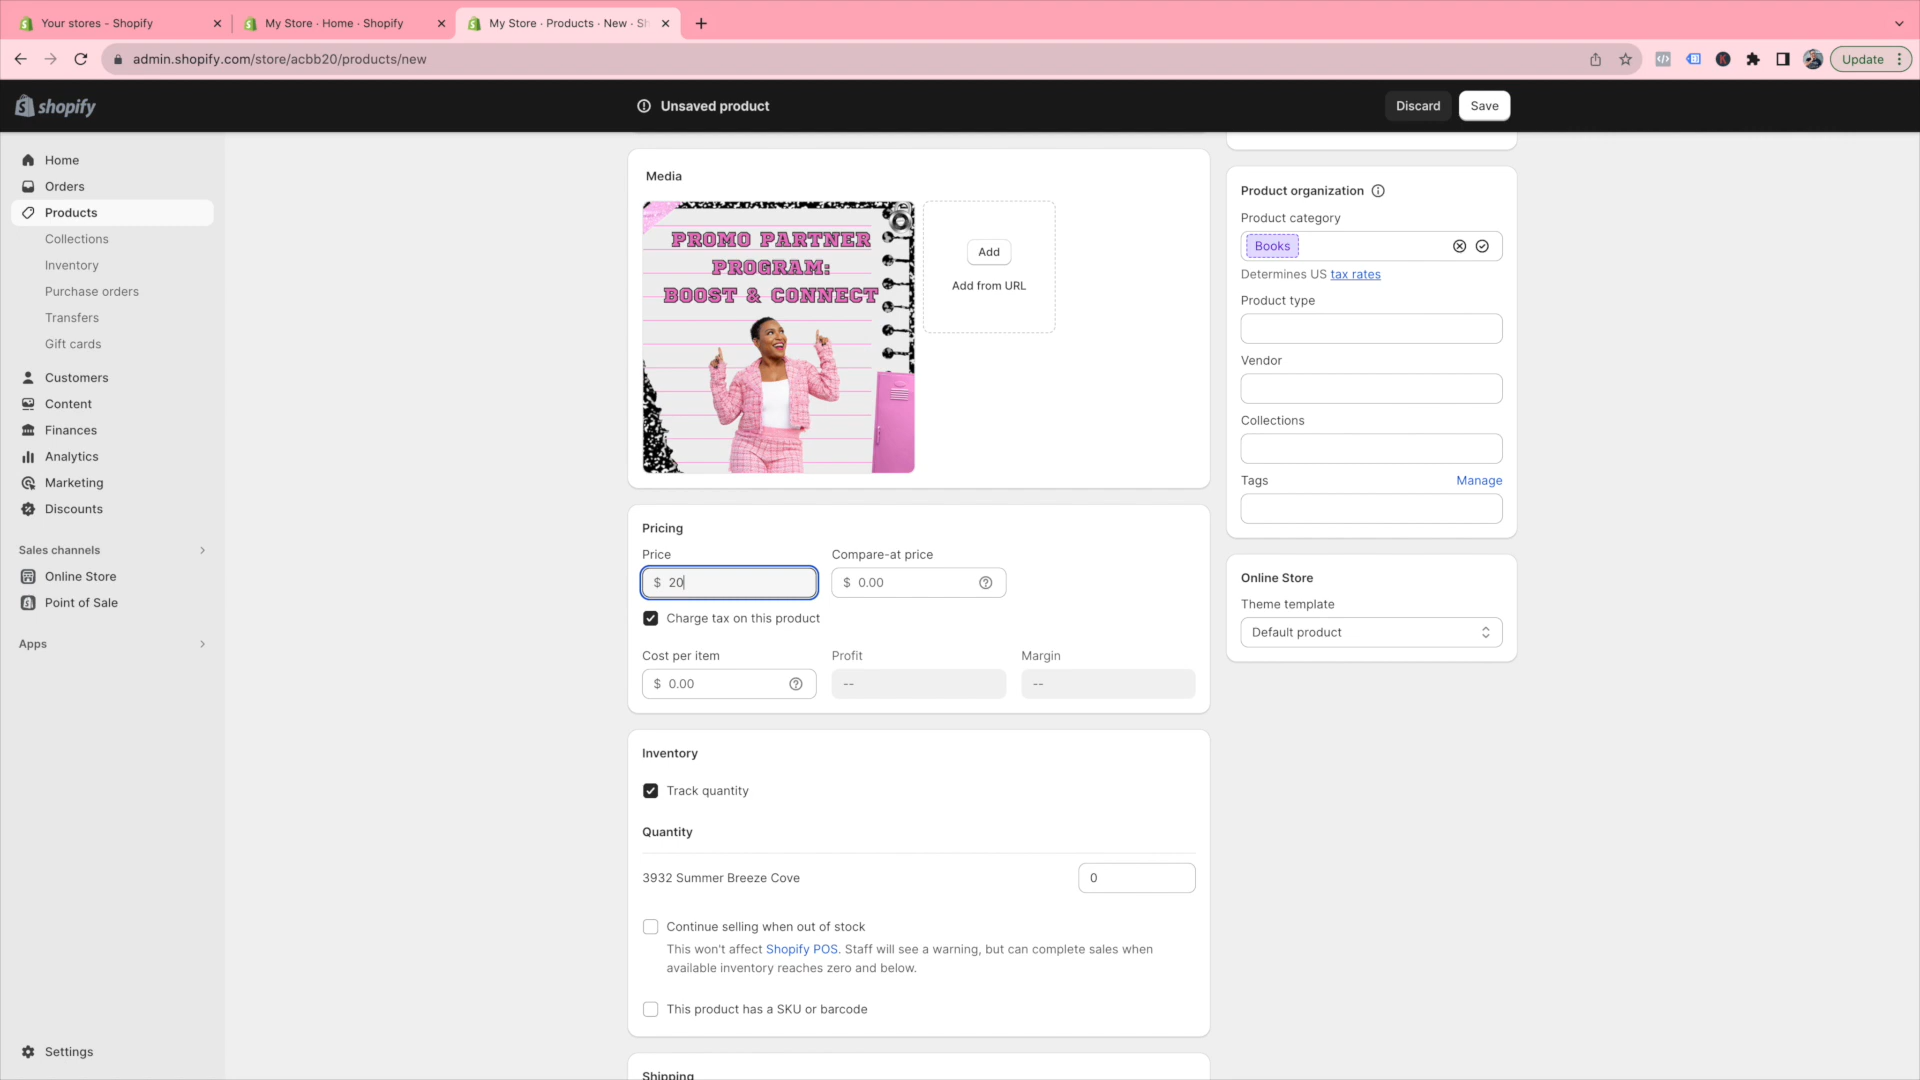 Your stores - Shopify
My Store · Home · Shopify
My Store · Products · New · Sh
admin.shopify.com/store/acbb20/products/new
Update
shopify
Unsaved product
Discard
Save
Home
Orders
Products
Collections
Inventory
Purchase orders
Transfers
Gift cards
Customers
Content
Finances
Analytics
Marketing
Discounts
Sales channels
Online Store
Point of Sale
Apps
Settings
Media
PROMO PARTNER
PROGRAM:
BOOST & CONNECT
Add
Add from URL
Pricing
Price
Compare-at price
$ 20
$ 0.00
Charge tax on this product
Cost per item
Profit
Margin
$ 0.00
--
--
Inventory
Track quantity
Quantity
3932 Summer Breeze Cove
0
Continue selling when out of stock
This won't affect Shopify POS. Staff will see a warning, but can complete sales when
available inventory reaches zero and below.
This product has a SKU or barcode
Shipping
Product organization
Product category
Books
Determines US tax rates
Product type
Vendor
Collections
Tags
Manage
Online Store
Theme template
Default product